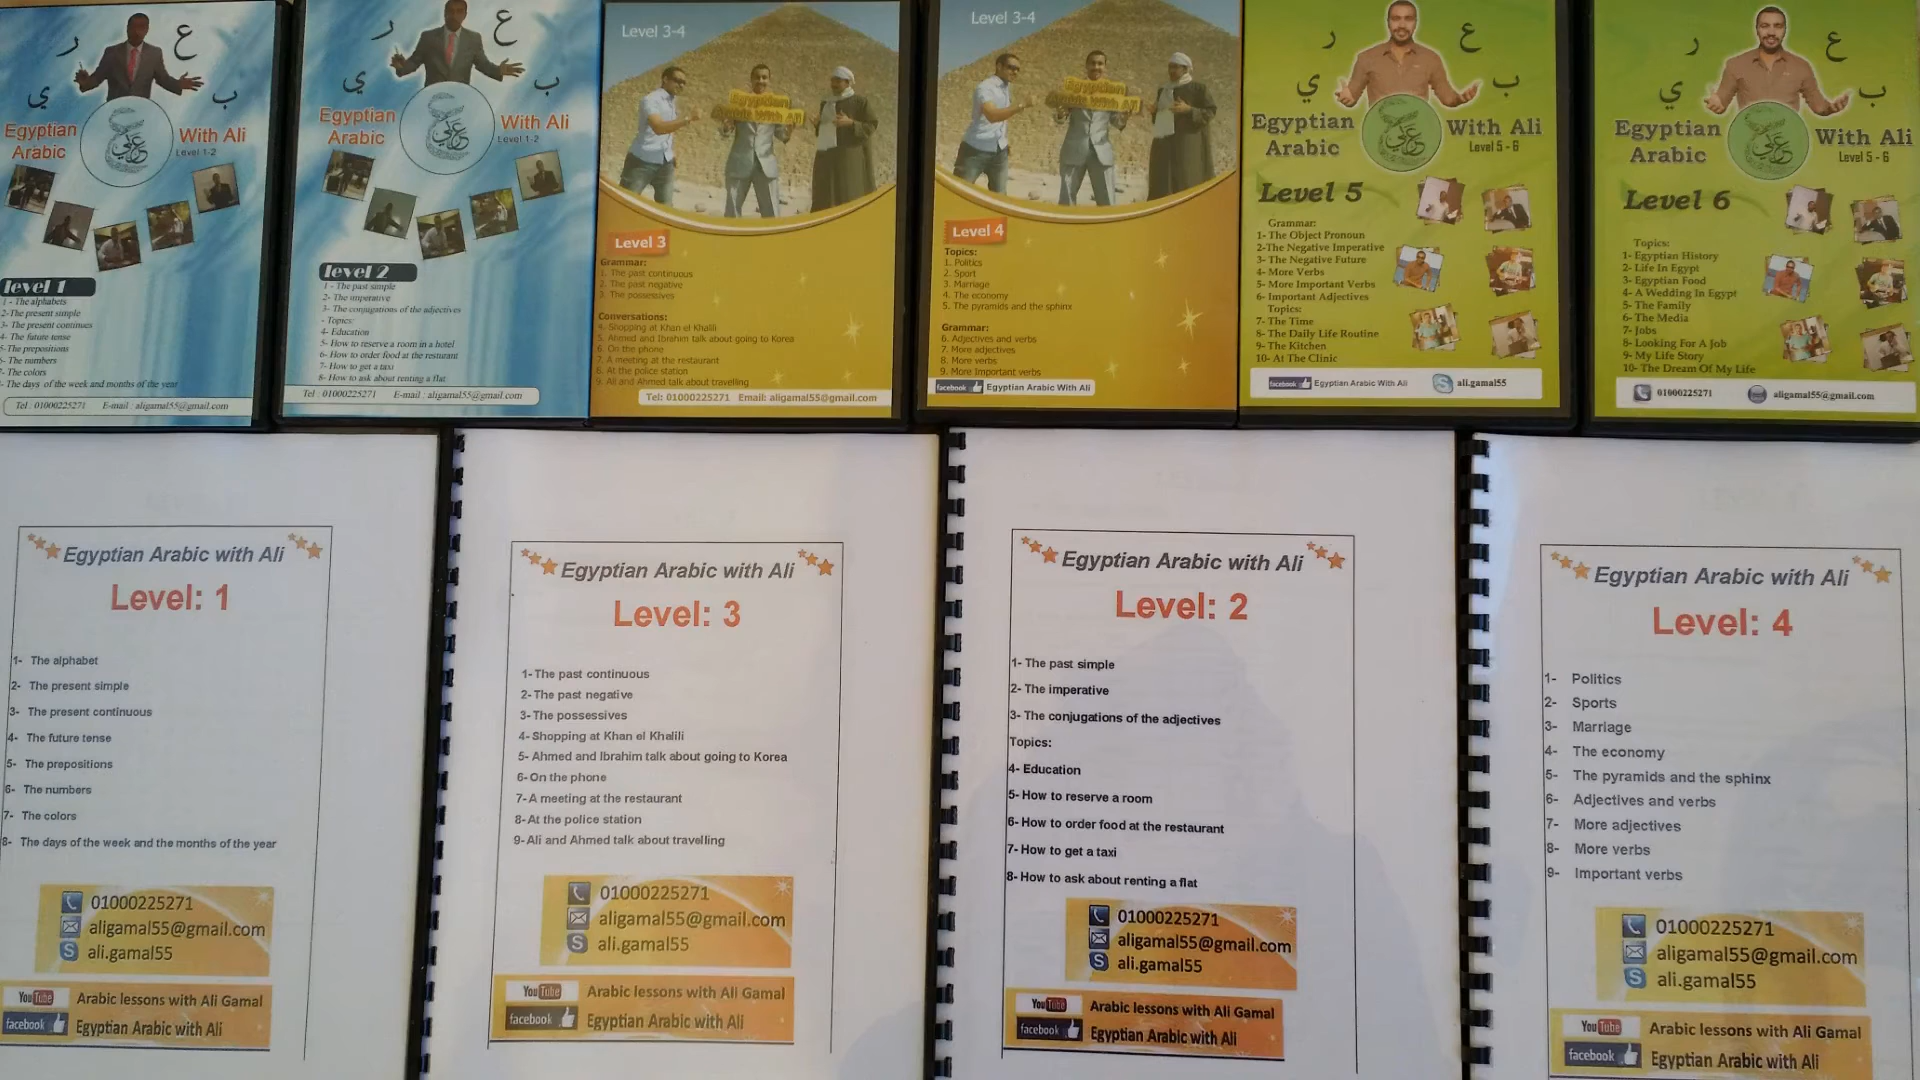 ر
ع
ي
ب
Egyptian
Arabic
With Ali
Level 1-2
level 1
1 - The alphabets
2-The present simple
3- The present continues
4- The future tense
5- The prepositions
6- The numbers
7- The colors
8- The days of the week and months of the year
Tel : 01000225271 E-mail : aligamal55@gmail.com
ر
ع
ي
ب
Egyptian
Arabic
With Ali
Level 1-2
level 2
1 - The past simple
2- The imperative
3- The conjugations of the adjectives
- Topics:
4- Education
5- How to reserve a room in a hotel
6- How to order food at the resturant
7- How to get a taxi
8- How to ask about renting a flat
Tel : 01000225271 E-mail : aligamal55@gmail.com
Level 3-4
Egyptian
Arabic With Ali
Level 3
Grammar:
1. The past continuous
2. The past negative
3. The possessives
Conversations:
4. Shopping at Khan el Khalili
5. Ahmed and Ibrahim talk about going to Korea
6. On the phone
7. A meeting at the restaurant
8. At the police station
9. Ali and Ahmed talk about travelling
Tel: 01000225271 Email: aligamal55@gmail.com
Level 3-4
Egyptian
Arabic With Ali
Level 4
Topics:
1. Politics
2. Sport
3. Marriage
4. The economy
5. The pyramids and the sphinx
Grammar:
6. Adjectives and verbs
7. More adjectives
8. More verbs
9. More Important verbs
facebook Egyptian Arabic With Ali
ر
ع
ي
ب
Egyptian
Arabic
With Ali
Level 5 - 6
Level 5
Grammar:
1- The Object Pronoun
2-The Negative Imperative
3- The Negative Future
4- More Verbs
5- More Important Verbs
6- Important Adjectives
Topics:
7- The Time
8- The Daily Life Routine
9- The Kitchen
10- At The Clinic
facebook Egyptian Arabic With Ali ali.gamal55
ر
ع
ي
ب
Egyptian
Arabic
With Ali
Level 5 - 6
Level 6
Topics:
1- Egyptian History
2- Life In Egypt
3- Egyptian Food
4- A Wedding In Egypt
5- The Family
6- The Media
7- Jobs
8- Looking For A Job
9- My Life Story
10- The Dream Of My Life
01000225271 aligamal55@gmail.com
Egyptian Arabic with Ali
Level: 1
1- The alphabet
2- The present simple
3- The present continuous
4- The future tense
5- The prepositions
6- The numbers
7- The colors
8- The days of the week and the months of the year
01000225271
aligamal55@gmail.com
ali.gamal55
YouTube Arabic lessons with Ali Gamal
facebook Egyptian Arabic with Ali
Egyptian Arabic with Ali
Level: 3
1- The past continuous
2- The past negative
3- The possessives
4- Shopping at Khan el Khalili
5- Ahmed and Ibrahim talk about going to Korea
6- On the phone
7- A meeting at the restaurant
8- At the police station
9- Ali and Ahmed talk about travelling
01000225271
aligamal55@gmail.com
ali.gamal55
YouTube Arabic lessons with Ali Gamal
facebook Egyptian Arabic with Ali
Egyptian Arabic with Ali
Level: 2
1- The past simple
2- The imperative
3- The conjugations of the adjectives
Topics:
4- Education
5- How to reserve a room
6- How to order food at the restaurant
7- How to get a taxi
8- How to ask about renting a flat
01000225271
aligamal55@gmail.com
ali.gamal55
YouTube Arabic lessons with Ali Gamal
facebook Egyptian Arabic with Ali
Egyptian Arabic with Ali
Level: 4
1- Politics
2- Sports
3- Marriage
4- The economy
5- The pyramids and the sphinx
6- Adjectives and verbs
7- More adjectives
8- More verbs
9- Important verbs
01000225271
aligamal55@gmail.com
ali.gamal55
YouTube Arabic lessons with Ali Gamal
facebook Egyptian Arabic with Ali